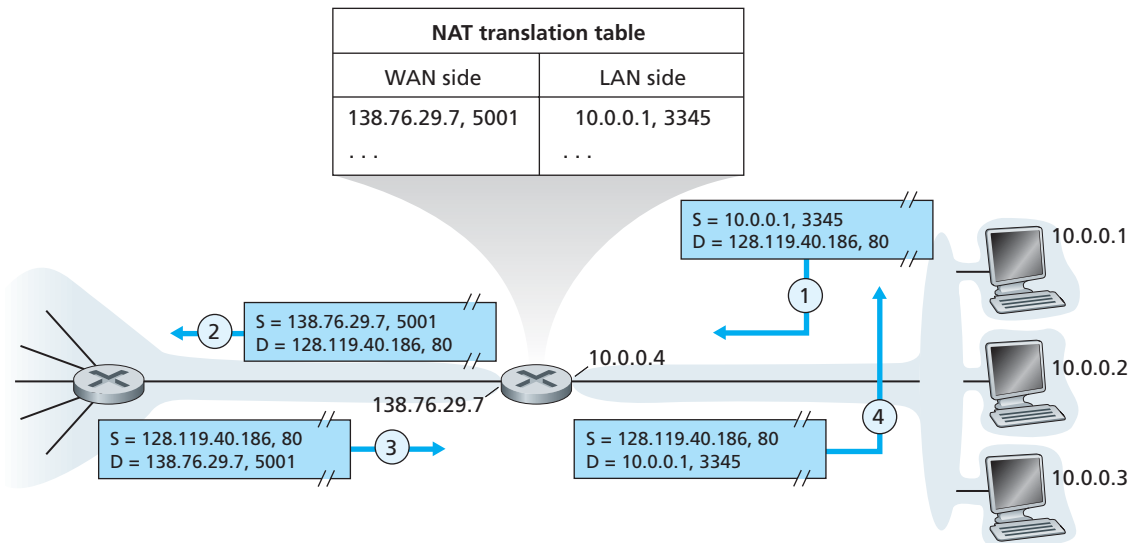 NAT translation table
WAN side LAN side
138.76.29.7, 5001 10.0.0.1, 3345
. . . . . .
S = 10.0.0.1, 3345
D = 128.119.40.186, 80
10.0.0.1
1
2
S = 138.76.29.7, 5001
D = 128.119.40.186, 80
10.0.0.4
10.0.0.2
138.76.29.7
4
S = 128.119.40.186, 80
D = 138.76.29.7, 5001
3
S = 128.119.40.186, 80
D = 10.0.0.1, 3345
10.0.0.3